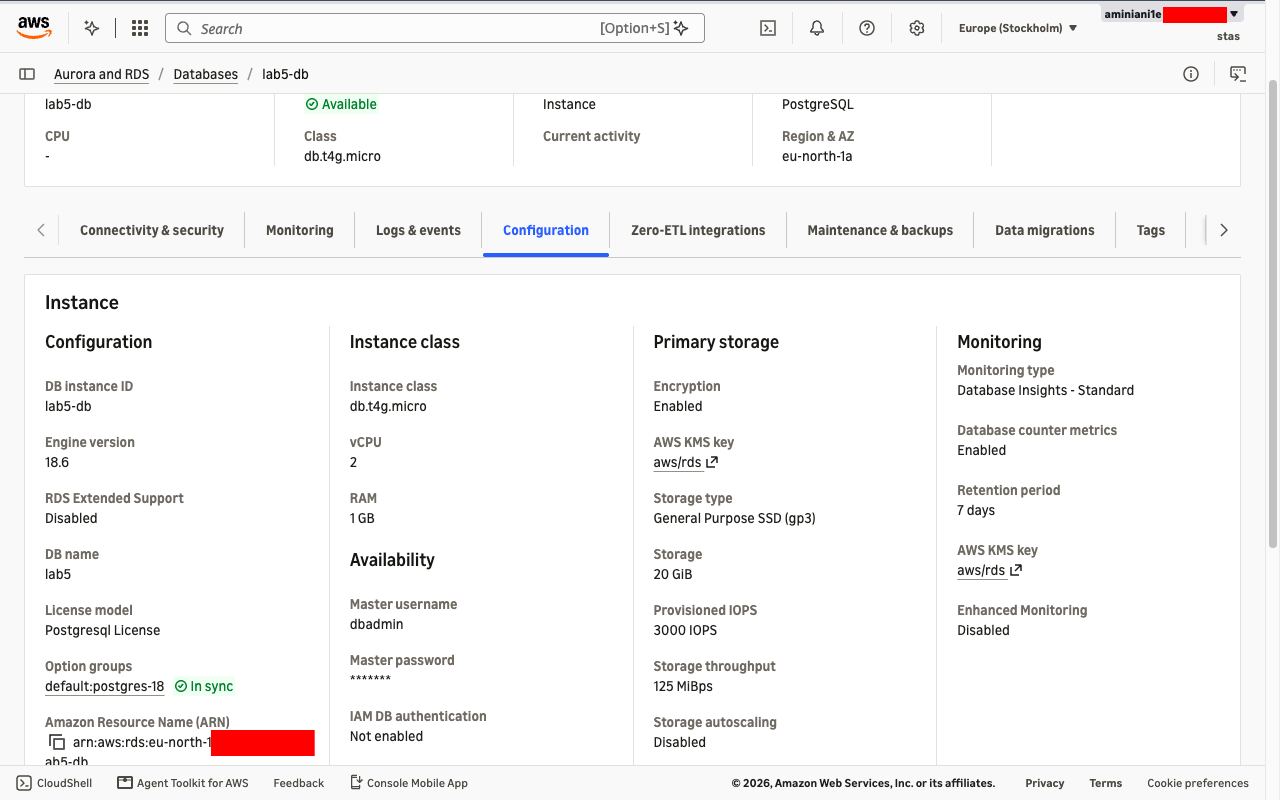 aws
Search
[Option+S]
Europe (Stockholm)
aminiani1e
stas
Aurora and RDS / Databases / lab5-db
lab5-db
Available
Instance
PostgreSQL
CPU
-
Class
db.t4g.micro
Current activity
Region & AZ
eu-north-1a
Connectivity & security
Monitoring
Logs & events
Configuration
Zero-ETL integrations
Maintenance & backups
Data migrations
Tags
Instance
Configuration
DB instance ID
lab5-db
Engine version
18.6
RDS Extended Support
Disabled
DB name
lab5
License model
Postgresql License
Option groups
default:postgres-18 In sync
Amazon Resource Name (ARN)
arn:aws:rds:eu-north-1
ab5-db
Instance class
Instance class
db.t4g.micro
vCPU
2
RAM
1 GB
Availability
Master username
dbadmin
Master password
*******
IAM DB authentication
Not enabled
Primary storage
Encryption
Enabled
AWS KMS key
aws/rds
Storage type
General Purpose SSD (gp3)
Storage
20 GiB
Provisioned IOPS
3000 IOPS
Storage throughput
125 MiBps
Storage autoscaling
Disabled
Monitoring
Monitoring type
Database Insights - Standard
Database counter metrics
Enabled
Retention period
7 days
AWS KMS key
aws/rds
Enhanced Monitoring
Disabled
CloudShell
Agent Toolkit for AWS
Feedback
Console Mobile App
© 2026, Amazon Web Services, Inc. or its affiliates.
Privacy
Terms
Cookie preferences